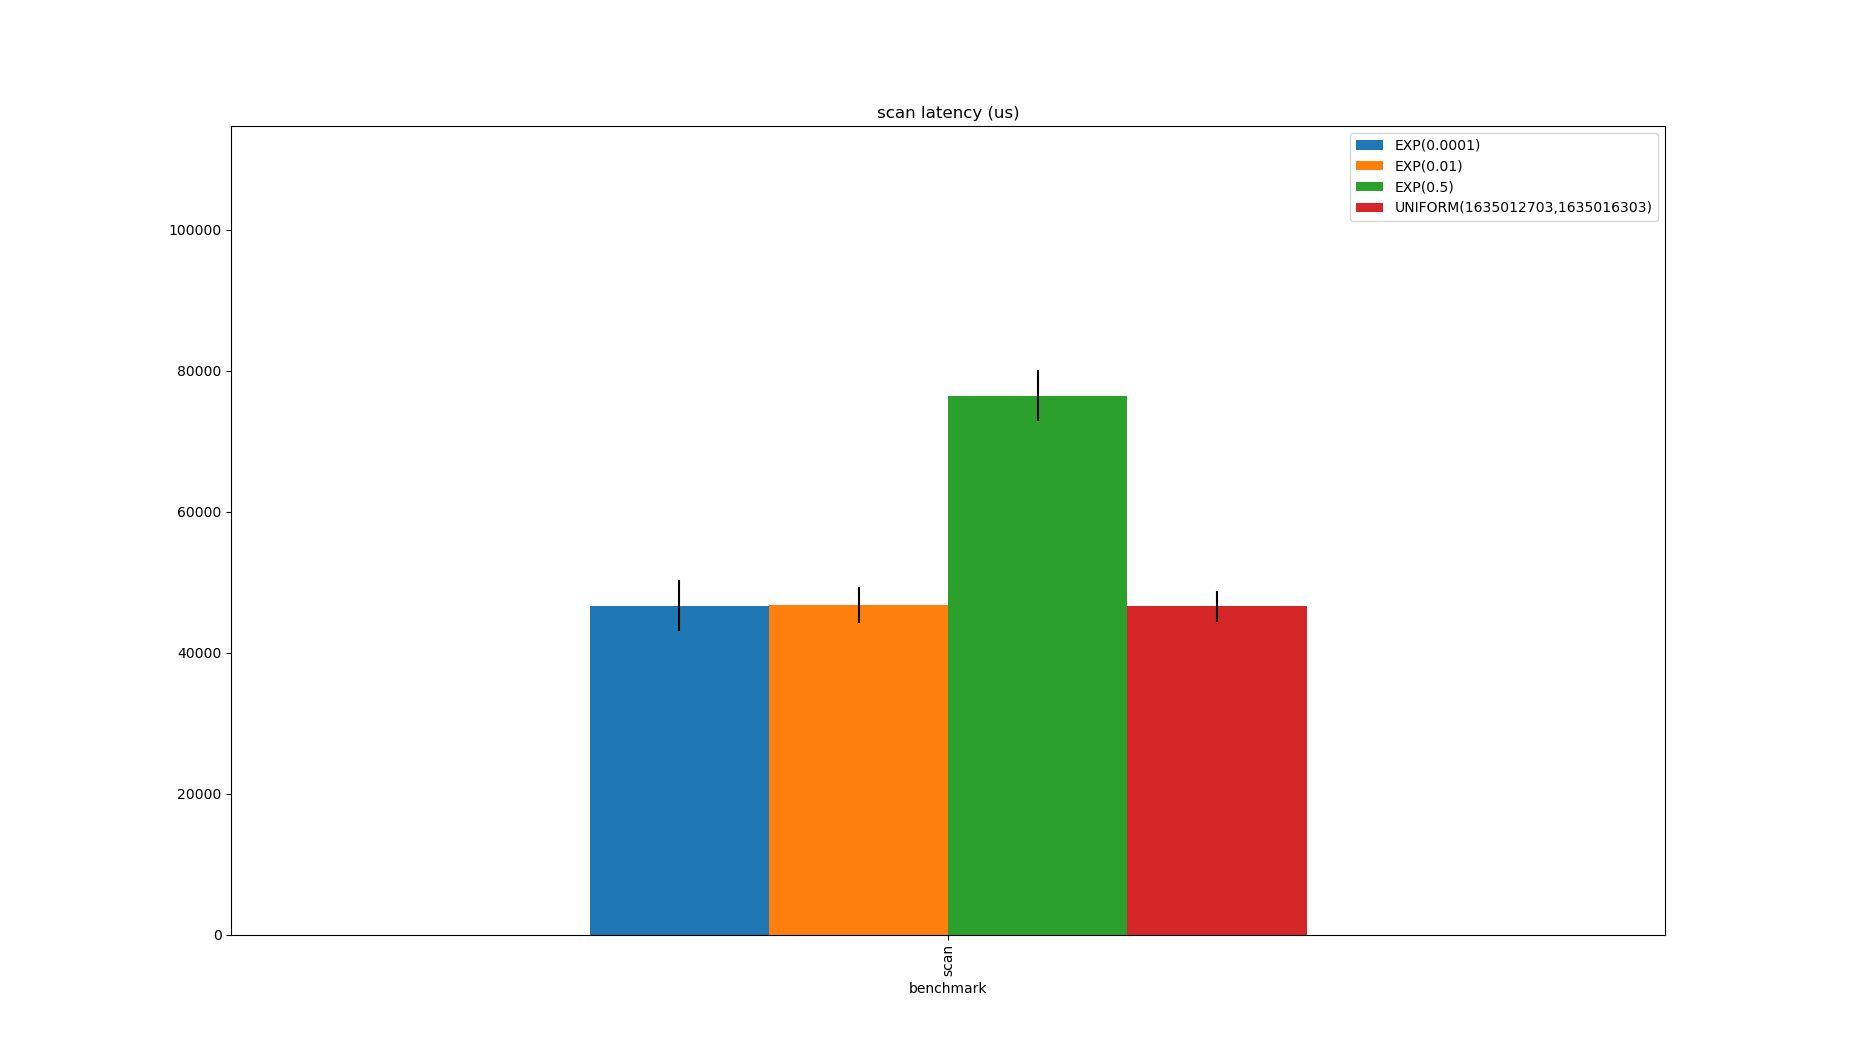 scan latency (us)
EXP(0.0001)
EXP(0.01)
EXP(0.5)
UNIFORM(1635012703,1635016303)
100000
80000
60000
40000
20000
0
scan
benchmark